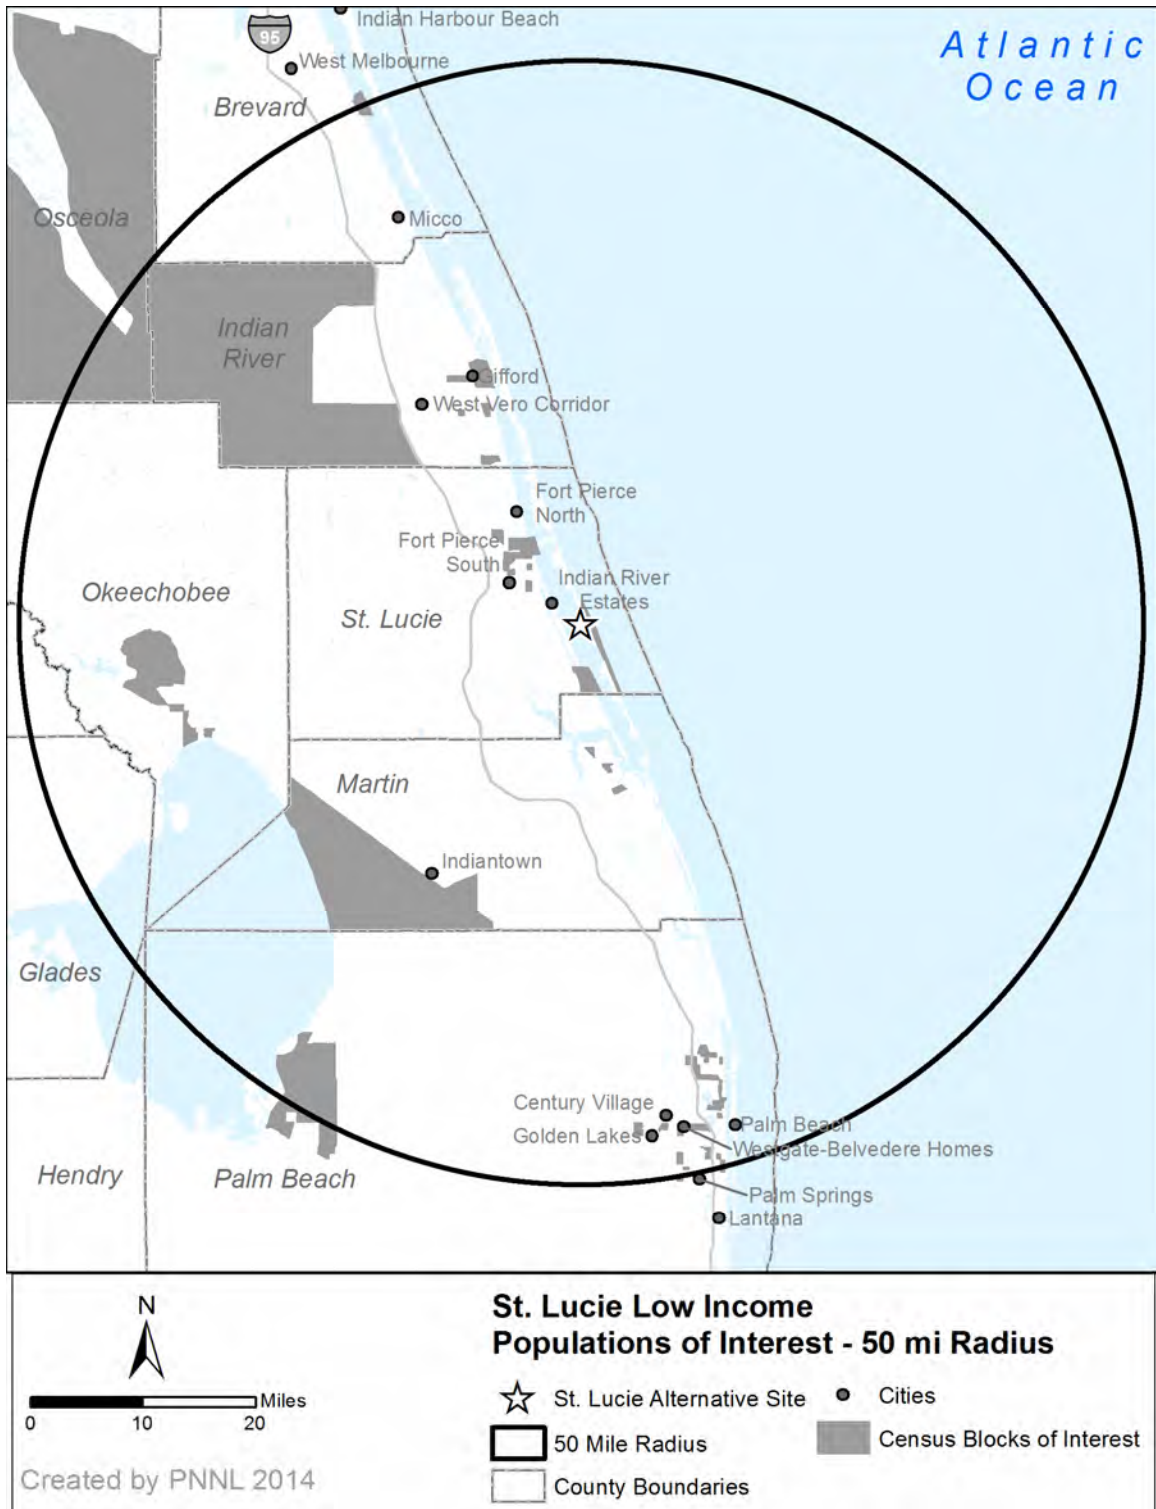 Indian Harbour Beach
95
West Melbourne
Atlantic
Ocean
Brevard
Osceola
Micco
Indian
River
Gifford
West Vero Corridor
Fort Pierce
North
Fort Pierce
South
Indian River
Estates
Okeechobee
St. Lucie
Martin
Indiantown
Glades
Century Village
Palm Beach
Golden Lakes
Westgate-Belvedere Homes
Hendry
Palm Beach
Palm Springs
Lantana
N
Miles
0 10 20
Created by PNNL 2014
St. Lucie Low Income
Populations of Interest - 50 mi Radius
St. Lucie Alternative Site
Cities
50 Mile Radius
Census Blocks of Interest
County Boundaries